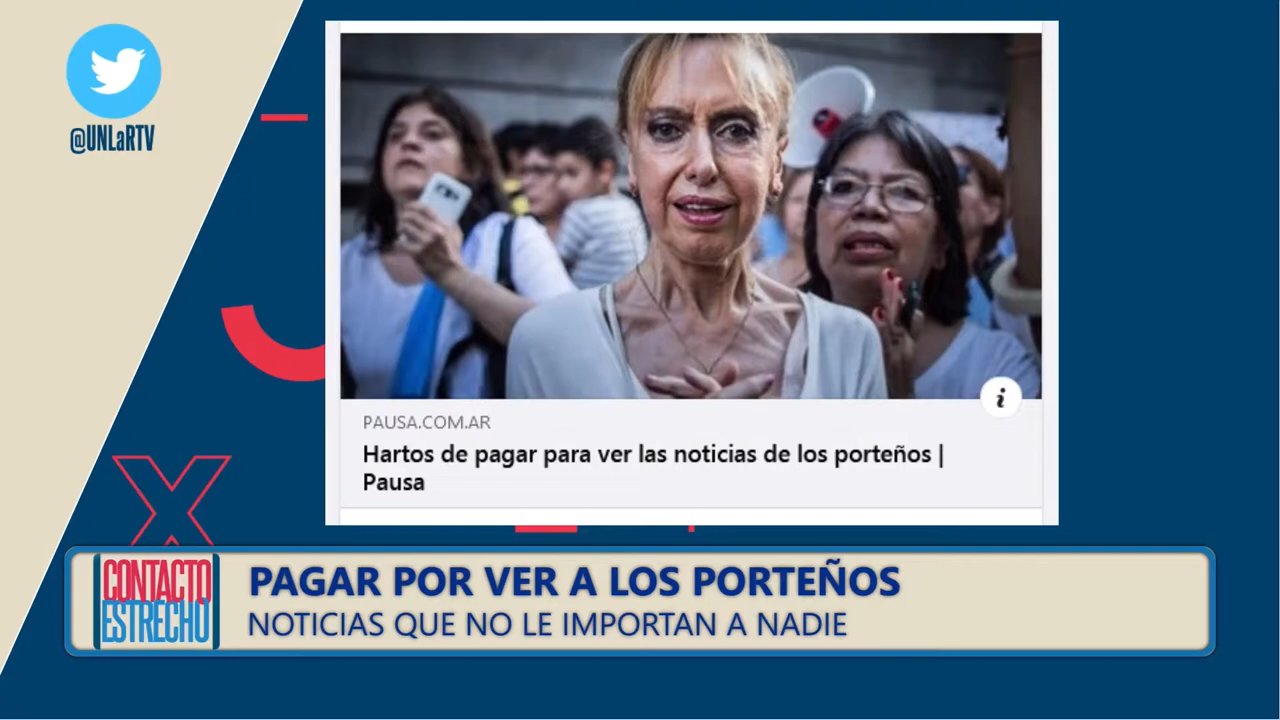 @UNLaRTV
PAUSA.COM.AR
Hartos de pagar para ver las noticias de los porteños |
Pausa
CONTACTO
ESTRECHO
PAGAR POR VER A LOS PORTEÑOS
NOTICIAS QUE NO LE IMPORTAN A NADIE